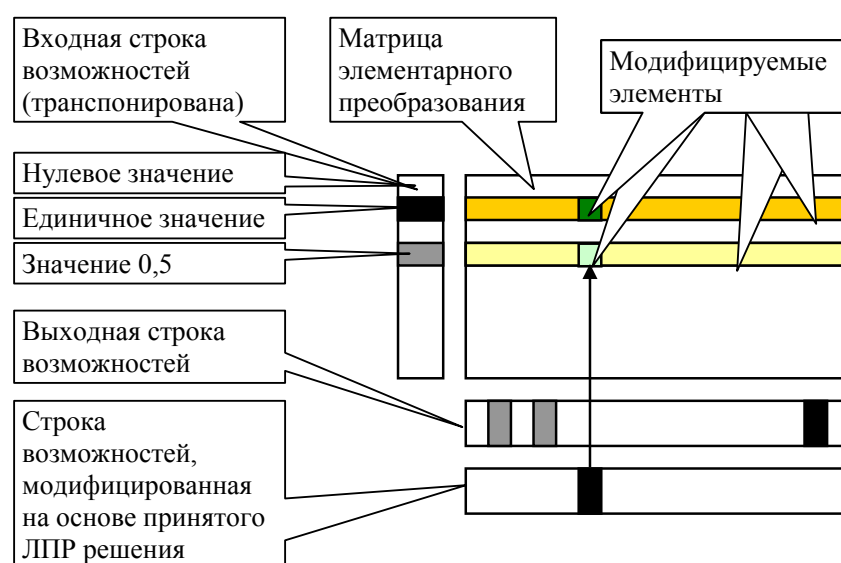 Входная строка
возможностей
(транспонирована)
Матрица
элементарного
преобразования
Модифицируемые
элементы
Нулевое значение
Единичное значение
Значение 0,5
Выходная строка
возможностей
Строка
возможностей,
модифицированная
на основе принятого
ЛПР решения